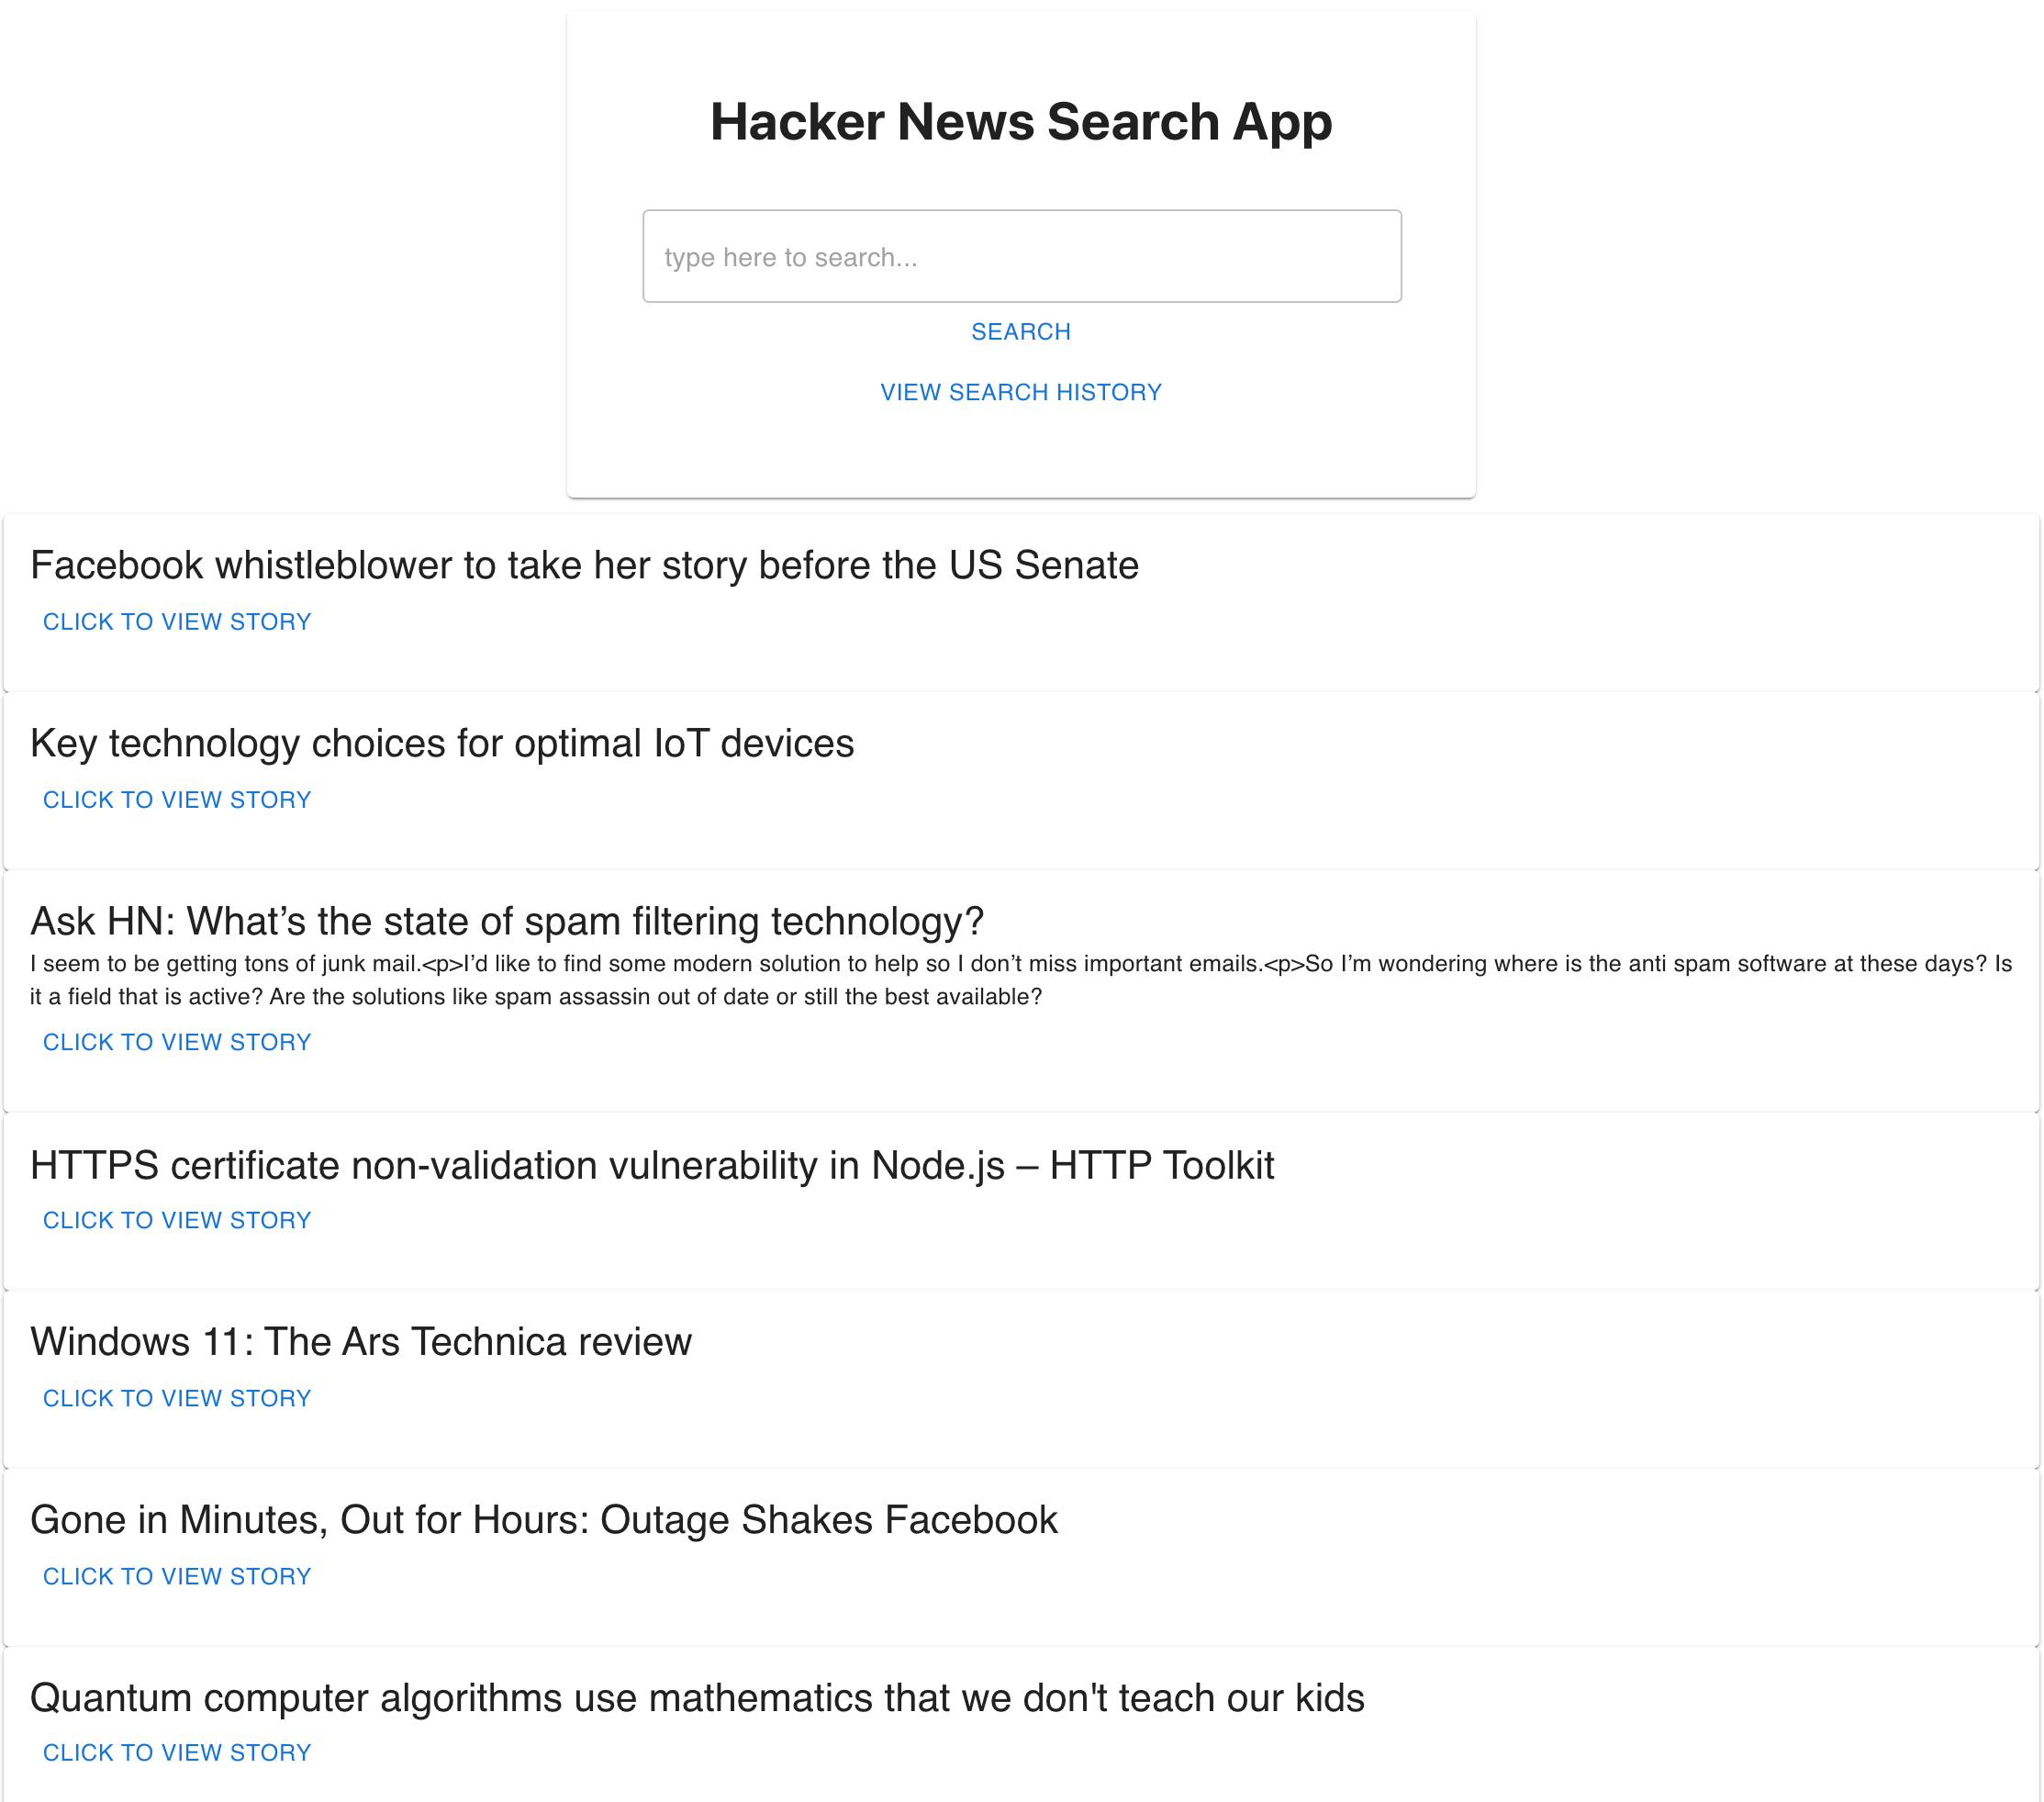 Hacker News Search App
type here to search...
SEARCH
VIEW SEARCH HISTORY
Facebook whistleblower to take her story before the US Senate
CLICK TO VIEW STORY
Key technology choices for optimal IoT devices
CLICK TO VIEW STORY
Ask HN: What’s the state of spam filtering technology?
I seem to be getting tons of junk mail.<p>I’d like to find some modern solution to help so I don’t miss important emails.<p>So I’m wondering where is the anti spam software at these days? Is
it a field that is active? Are the solutions like spam assassin out of date or still the best available?
CLICK TO VIEW STORY
HTTPS certificate non-validation vulnerability in Node.js – HTTP Toolkit
CLICK TO VIEW STORY
Windows 11: The Ars Technica review
CLICK TO VIEW STORY
Gone in Minutes, Out for Hours: Outage Shakes Facebook
CLICK TO VIEW STORY
Quantum computer algorithms use mathematics that we don't teach our kids
CLICK TO VIEW STORY